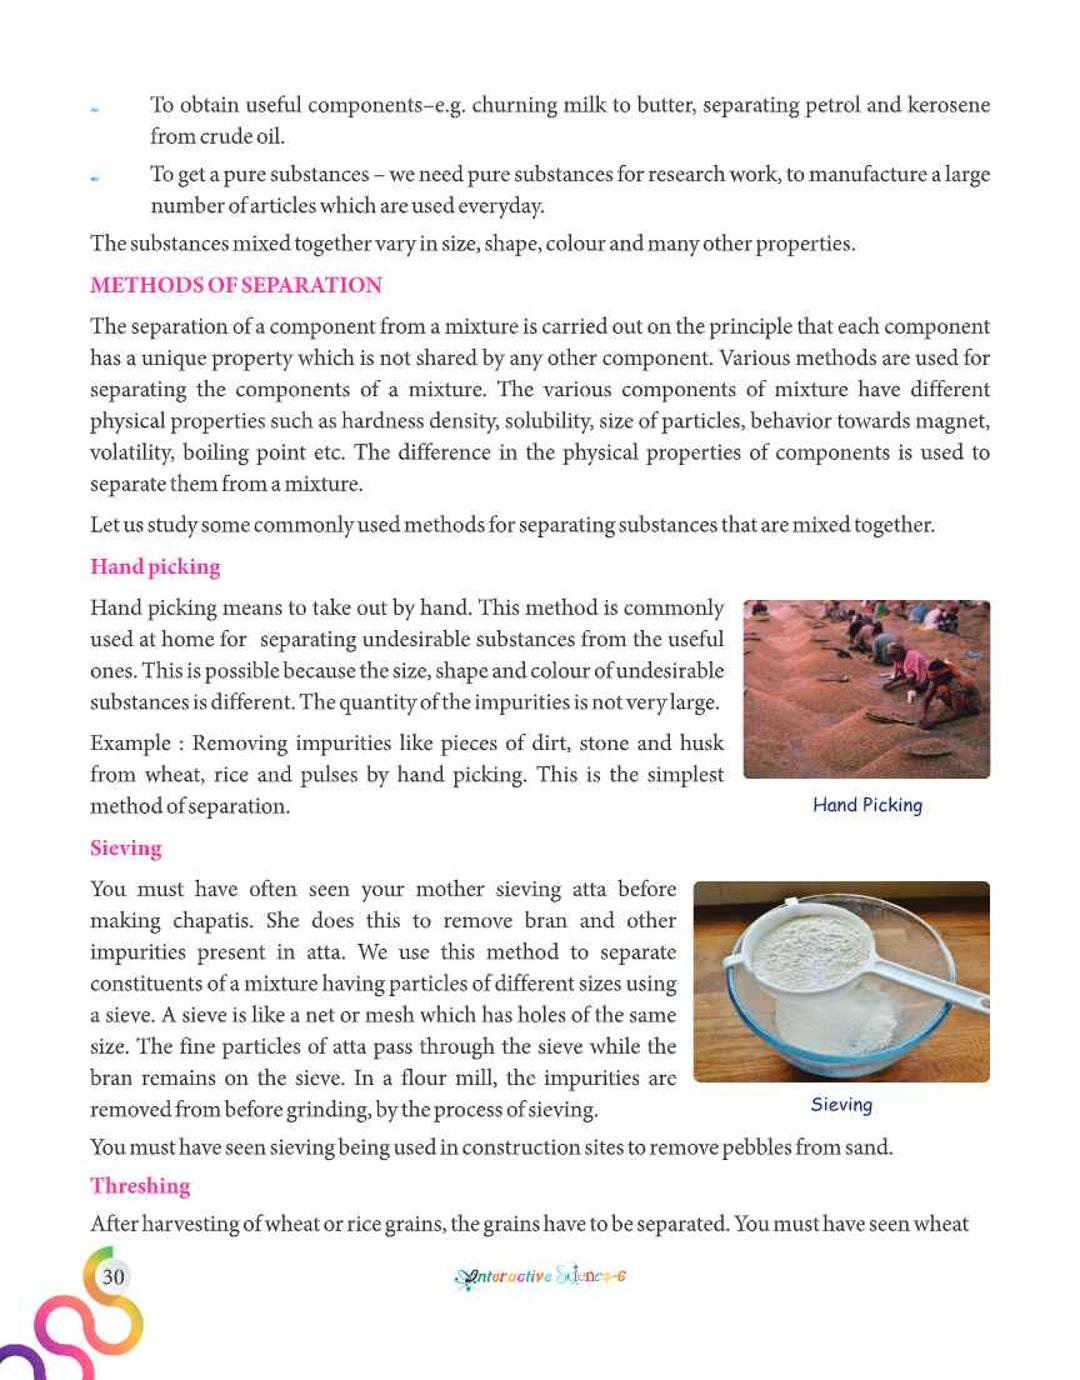 To obtain useful components–e.g. churning milk to butter, separating petrol and kerosene
from crude oil.
To get a pure substances – we need pure substances for research work, to manufacture a large
number of articles which are used everyday.
The substances mixed together vary in size, shape, colour and many other properties.
METHODS OF SEPARATION
The separation of a component from a mixture is carried out on the principle that each component
has a unique property which is not shared by any other component. Various methods are used for
separating the components of a mixture. The various components of mixture have different
physical properties such as hardness density, solubility, size of particles, behavior towards magnet,
volatility, boiling point etc. The difference in the physical properties of components is used to
separate them from a mixture.
Let us study some commonly used methods for separating substances that are mixed together.
Hand picking
Hand picking means to take out by hand. This method is commonly
used at home for separating undesirable substances from the useful
ones. This is possible because the size, shape and colour of undesirable
substances is different. The quantity of the impurities is not very large.
Example : Removing impurities like pieces of dirt, stone and husk
from wheat, rice and pulses by hand picking. This is the simplest
method of separation.
Hand Picking
Sieving
You must have often seen your mother sieving atta before
making chapatis. She does this to remove bran and other
impurities present in atta. We use this method to separate
constituents of a mixture having particles of different sizes using
a sieve. A sieve is like a net or mesh which has holes of the same
size. The fine particles of atta pass through the sieve while the
bran remains on the sieve. In a flour mill, the impurities are
removed from before grinding, by the process of sieving.
Sieving
You must have seen sieving being used in construction sites to remove pebbles from sand.
Threshing
After harvesting of wheat or rice grains, the grains have to be separated. You must have seen wheat
30
Interactive Science-6